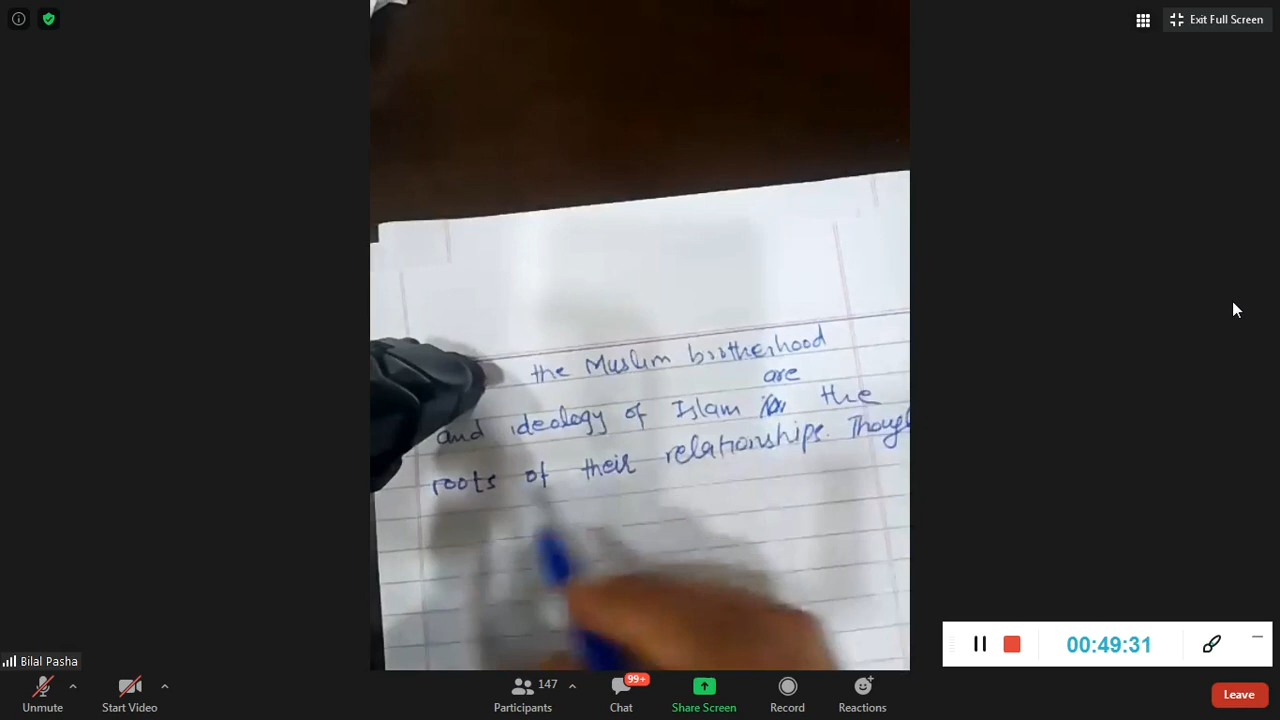 Exit Full Screen
the Muslim brotherhood
are
and ideology of Islam the
roots of their relationships.
00:49:31
Bilal Pasha
147
99+
Unmute
Start Video
Participants
Chat
Share Screen
Record
Reactions
Leave